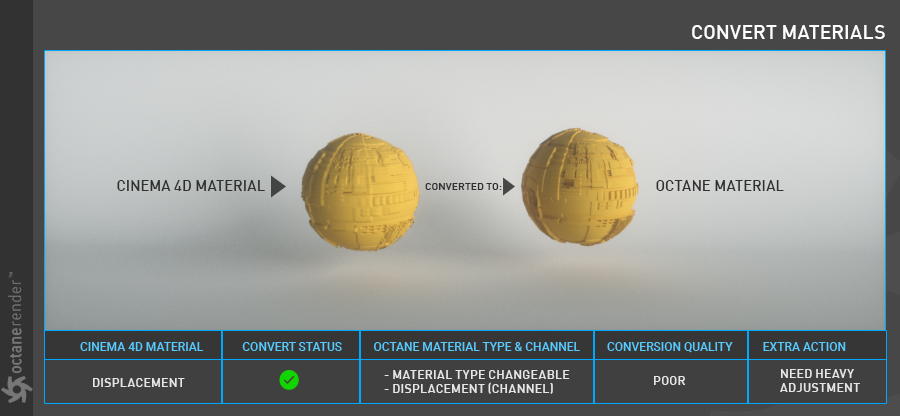 CONVERT MATERIALS
CINEMA 4D MATERIAL
CONVERTED TO:
OCTANE MATERIAL
octanerender™
CINEMA 4D MATERIAL
CONVERT STATUS
OCTANE MATERIAL TYPE & CHANNEL
CONVERSION QUALITY
EXTRA ACTION
DISPLACEMENT
- MATERIAL TYPE CHANGEABLE
- DISPLACEMENT (CHANNEL)
POOR
NEED HEAVY
ADJUSTMENT